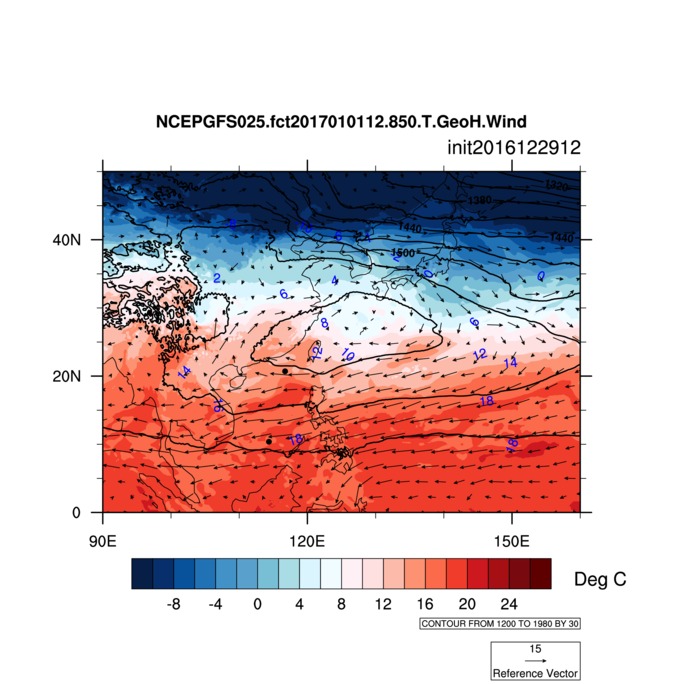 NCEPGFS025.fct2017010112.850.T.GeoH.Wind
init2016122912
1320
1380
1440
1440
1500
40N
0
2
4
6
8
6
12
10
12
14
14
20N
16
18
18
18
0
90E 120E 150E
-8 -4 0 4 8 12 16 20 24 Deg C
CONTOUR FROM 1200 TO 1980 BY 30
15
Reference Vector